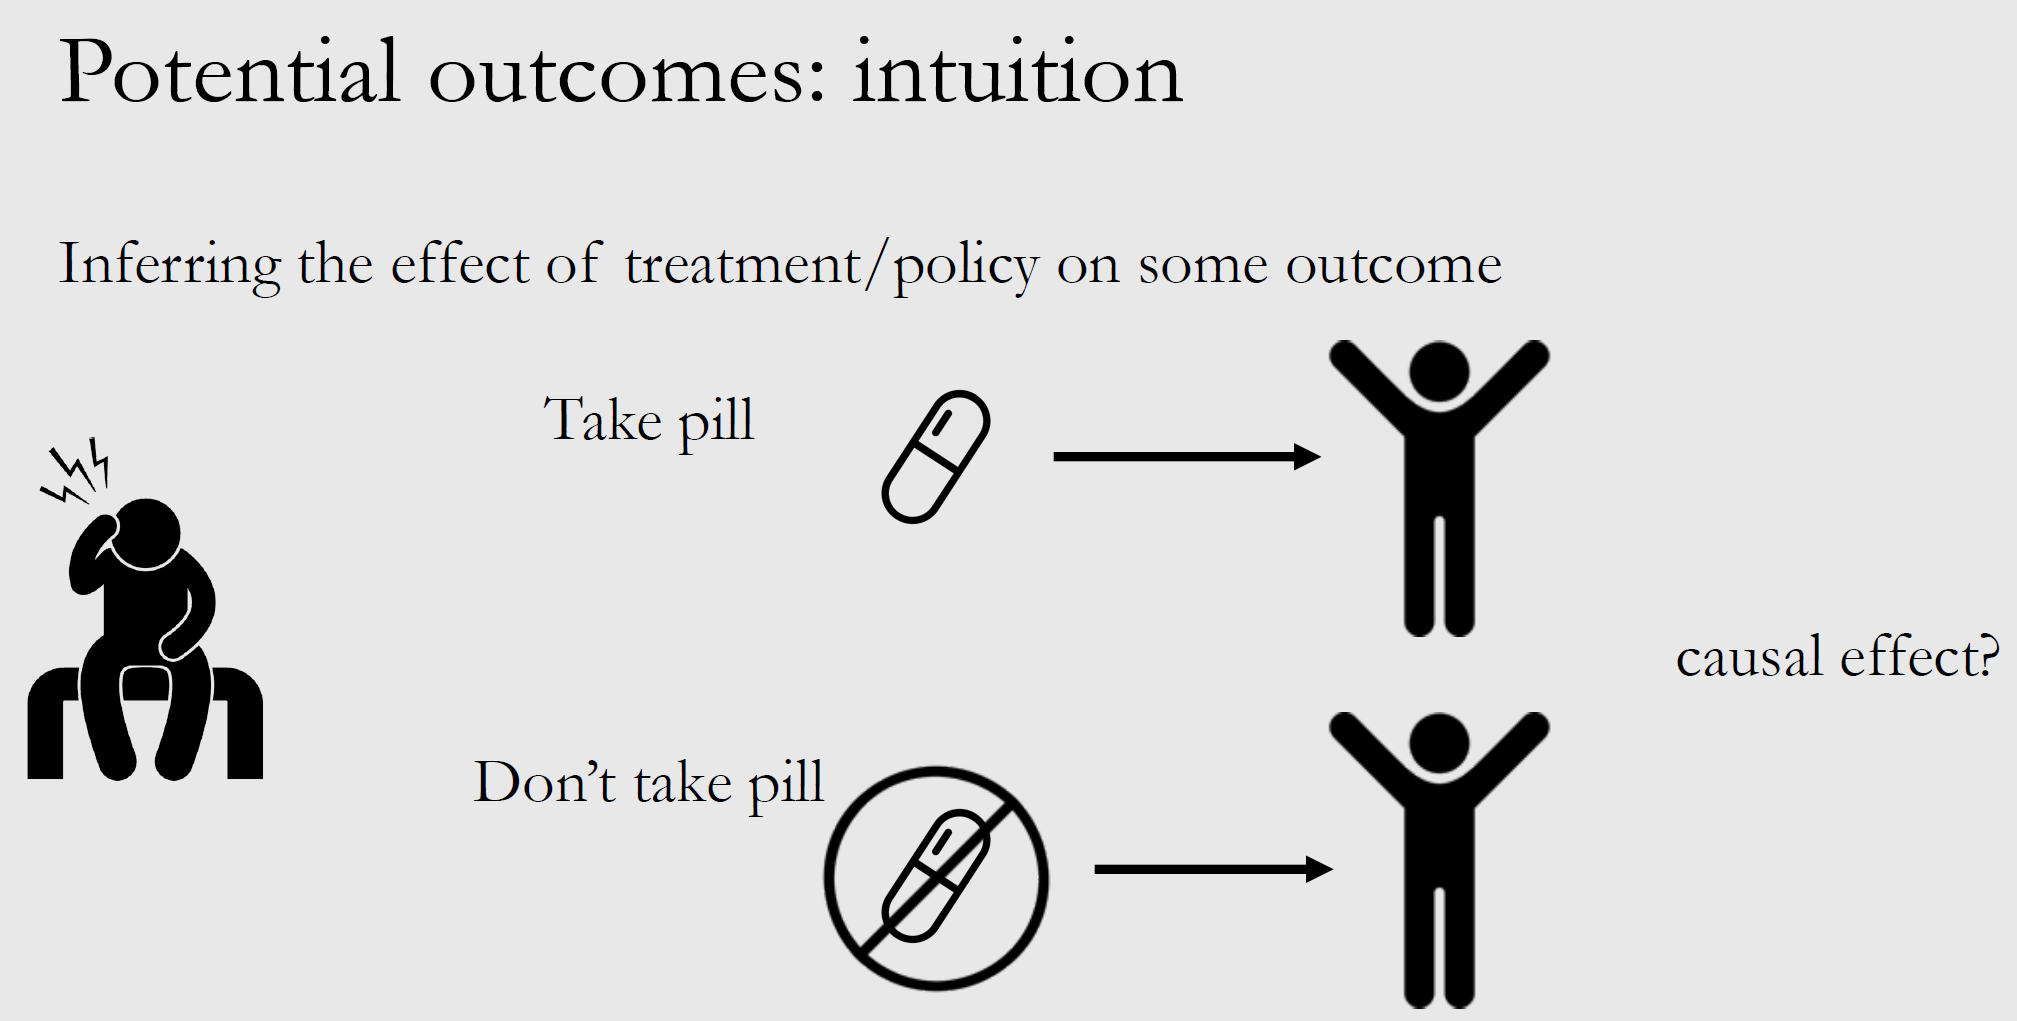 Potential outcomes: intuition
Inferring the effect of treatment/policy on some outcome
Take pill
causal effect?
Don’t take pill